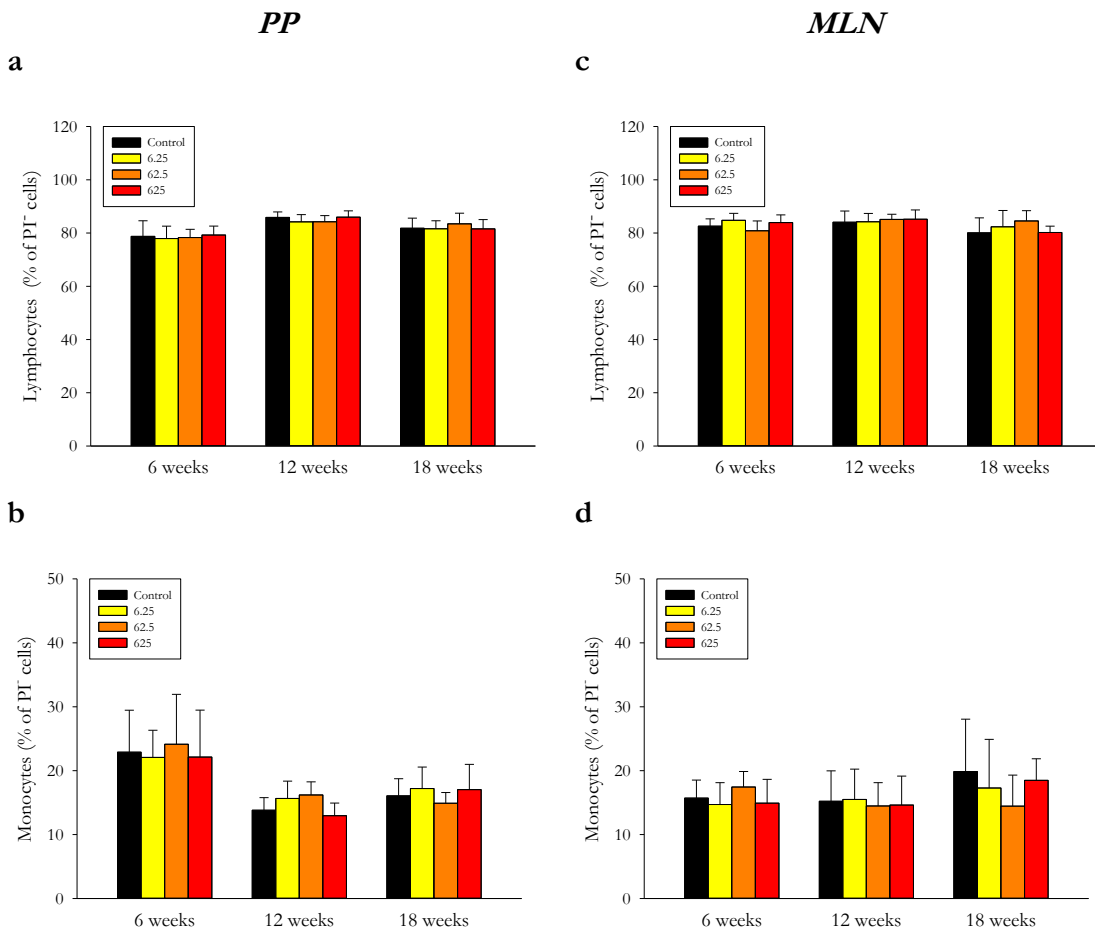 PP
MLN
a
Lymphocytes (% of PI⁻ cells)
120
100
80
60
40
20
0
Control
6.25
62.5
625
6 weeks
12 weeks
18 weeks
c
Lymphocytes (% of PI⁻ cells)
120
100
80
60
40
20
0
Control
6.25
62.5
625
6 weeks
12 weeks
18 weeks
b
Monocytes (% of PI⁻ cells)
50
40
30
20
10
0
Control
6.25
62.5
625
6 weeks
12 weeks
18 weeks
d
Monocytes (% of PI⁻ cells)
50
40
30
20
10
0
Control
6.25
62.5
625
6 weeks
12 weeks
18 weeks